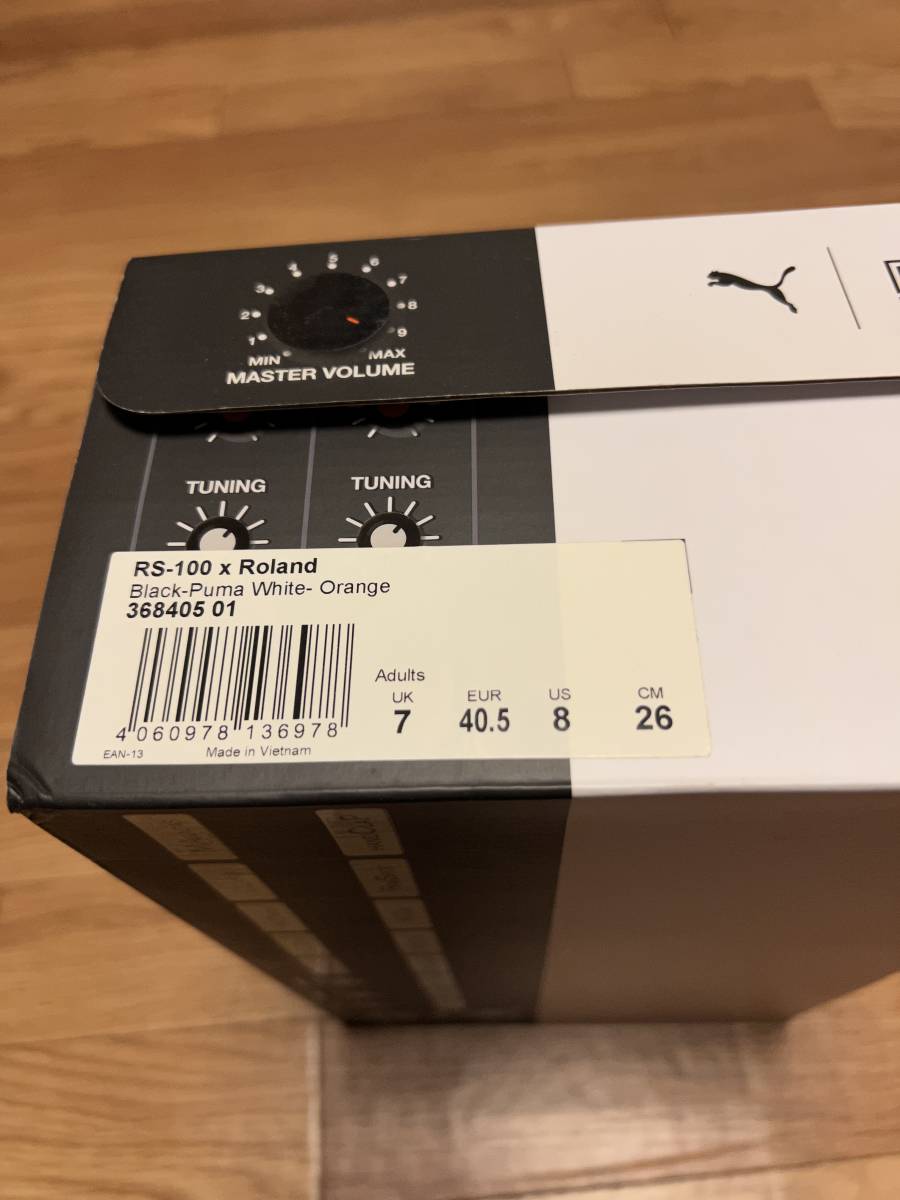 5
4 6
3 7
2 8
1 9
MIN MAX
MASTER VOLUME
TUNING TUNING
RS-100 x Roland
Black-Puma White- Orange
368405 01
Adults
UK EUR US CM
7 40.5 8 26
4 060978 136978
EAN-13 Made in Vietnam